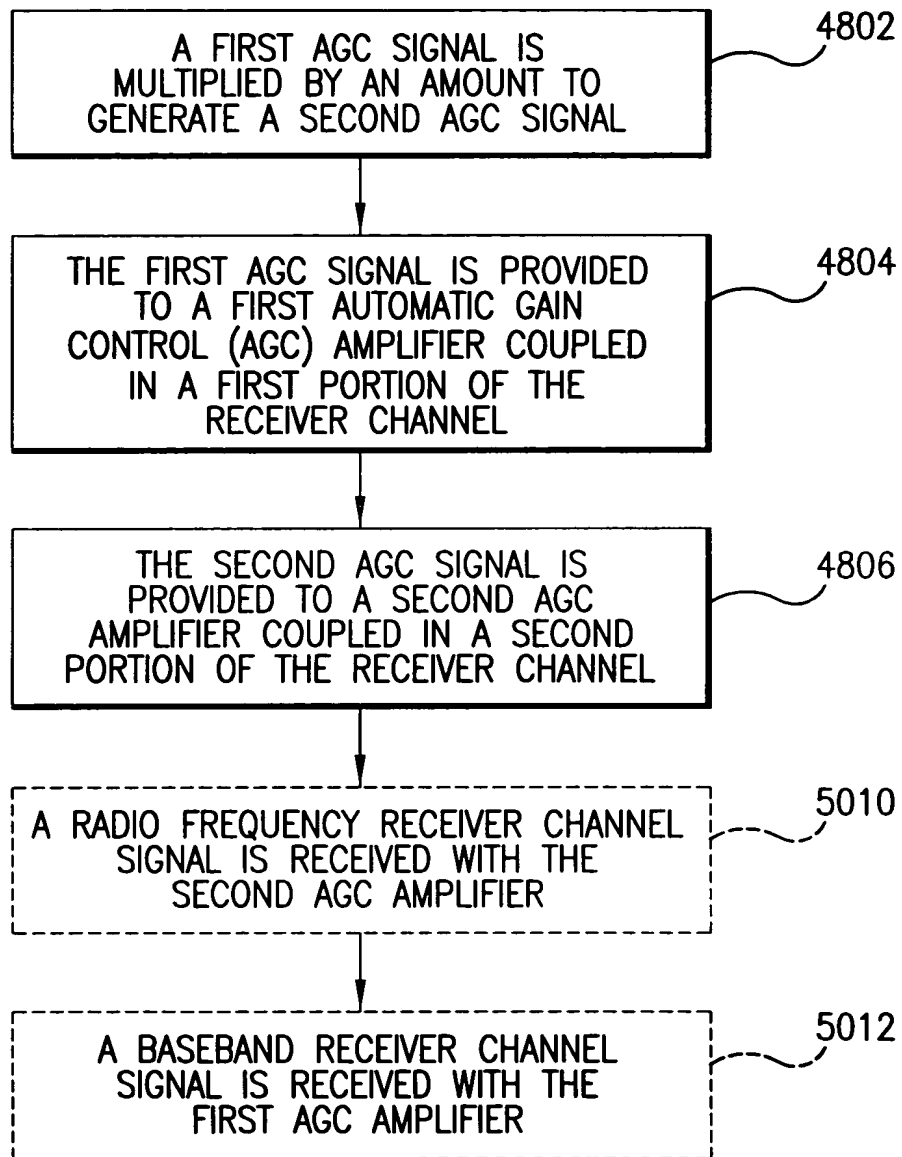 A FIRST AGC SIGNAL IS
MULTIPLIED BY AN AMOUNT TO
GENERATE A SECOND AGC SIGNAL
4802
THE FIRST AGC SIGNAL IS PROVIDED
TO A FIRST AUTOMATIC GAIN
CONTROL (AGC) AMPLIFIER COUPLED
IN A FIRST PORTION OF THE
RECEIVER CHANNEL
4804
THE SECOND AGC SIGNAL IS
PROVIDED TO A SECOND AGC
AMPLIFIER COUPLED IN A SECOND
PORTION OF THE RECEIVER CHANNEL
4806
A RADIO FREQUENCY RECEIVER CHANNEL
SIGNAL IS RECEIVED WITH THE
SECOND AGC AMPLIFIER
5010
A BASEBAND RECEIVER CHANNEL
SIGNAL IS RECEIVED WITH THE
FIRST AGC AMPLIFIER
5012